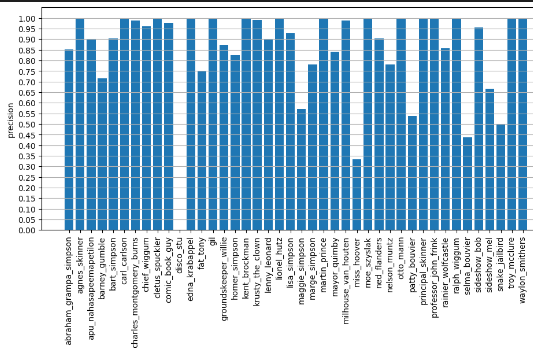 1.00
0.95
0.90
0.85
0.80
0.75
0.70
0.65
0.60
0.55
0.50
0.45
0.40
0.35
0.30
0.25
0.20
0.15
0.10
0.05
0.00
precision
abraham_grampa_simpson
agnes_skinner
apu_nahasapeemapetilon
barney_gumble
bart_simpson
carl_carlson
charles_montgomery_burns
chief_wiggum
cletus_spuckler
comic_book_guy
disco_stu
edna_krabappel
fat_tony
gil
groundskeeper_willie
homer_simpson
kent_brockman
krusty_the_clown
lenny_leonard
lionel_hutz
lisa_simpson
maggie_simpson
marge_simpson
martin_prince
mayor_quimby
milhouse_van_houten
miss_hoover
moe_szyslak
ned_flanders
nelson_muntz
otto_mann
patty_bouvier
principal_skinner
professor_john_frink
rainier_wolfcastle
ralph_wiggum
selma_bouvier
sideshow_bob
sideshow_mel
snake_jailbird
troy_mcclure
waylon_smithers